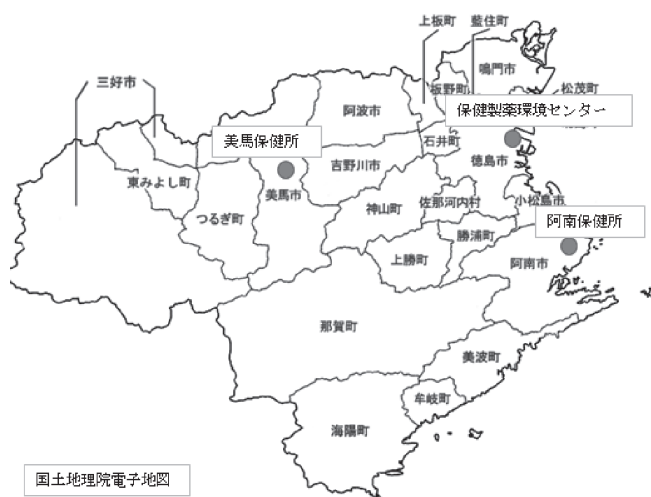 上板町 藍住町
鳴門市
三好市
板野町
松茂町
阿波市
保健製薬環境センター
美馬保健所
石井町
吉野川市
徳島市
東みよし町
美馬市
つるぎ町
神山町
佐那河内村
小松島市
阿南保健所
勝浦町
上勝町
阿南市
那賀町
美波町
牟岐町
海陽町
国土地理院電子地図